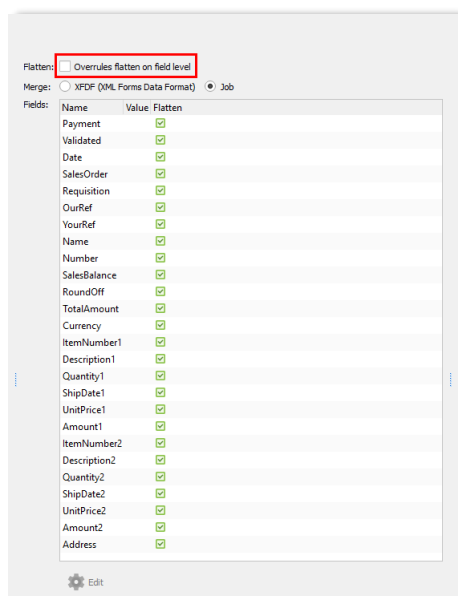 Flatten: Overrules flatten on field level
Merge: XFDF (XML Forms Data Format) Job
Fields: Name Value Flatten
Payment
Validated
Date
SalesOrder
Requisition
OurRef
YourRef
Name
Number
SalesBalance
RoundOff
TotalAmount
Currency
ItemNumber1
Description1
Quantity1
ShipDate1
UnitPrice1
Amount1
ItemNumber2
Description2
Quantity2
ShipDate2
UnitPrice2
Amount2
Address
Edit